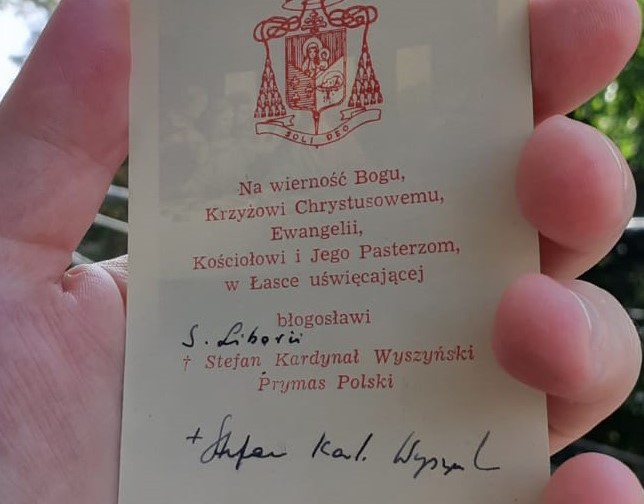 SOLI DEO
Na wierność Bogu,
Krzyżowi Chrystusowemu,
Ewangelii,
Kościołowi i Jego Pasterzom,
w Łasce uświęcającej
błogosławi
S. Liborii
† Stefan Kardynał Wyszyński
Prymas Polski
+ Stefan Kard. Wyszyński